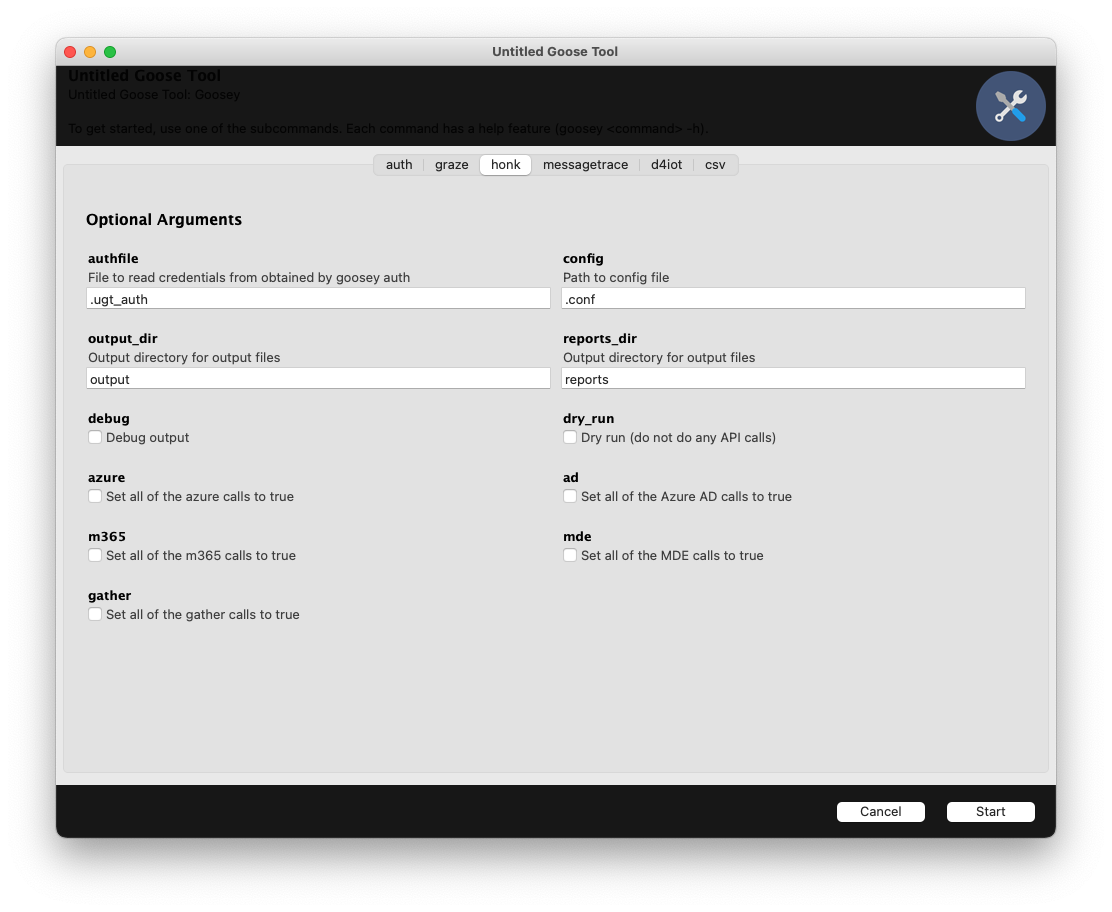 Untitled Goose Tool
Untitled Goose Tool
Untitled Goose Tool: Goosey
To get started, use one of the subcommands. Each command has a help feature (goosey <command> -h).
auth graze honk messagetrace d4iot csv
Optional Arguments
authfile config
File to read credentials from obtained by goosey auth Path to config file
.ugt_auth .conf
output_dir reports_dir
Output directory for output files Output directory for output files
output reports
debug dry_run
Debug output Dry run (do not do any API calls)
azure ad
Set all of the azure calls to true Set all of the Azure AD calls to true
m365 mde
Set all of the m365 calls to true Set all of the MDE calls to true
gather
Set all of the gather calls to true
Cancel Start